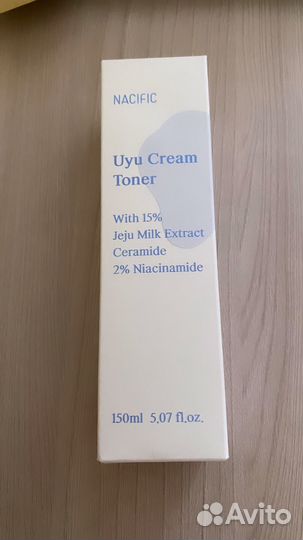 NACIFIC
Uyu Cream
Toner
With 15%
Jeju Milk Extract
Ceramide
2% Niacinamide
150ml 5.07 fl.oz.
Avito